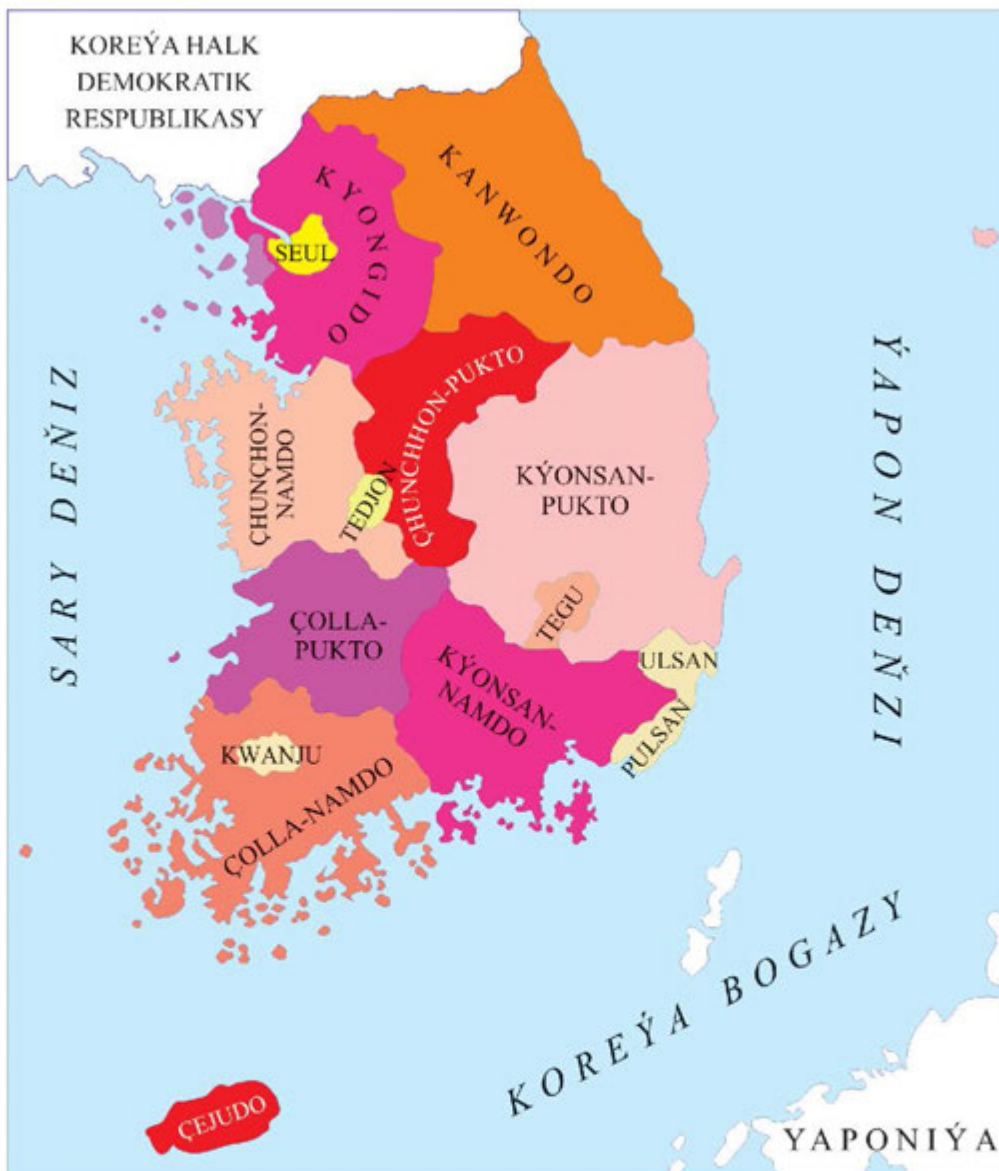 KOREÝA HALK
DEMOKRATIK
RESPUBLIKASY
KYONGIDO
KANWONDO
SEUL
ÇHUNCHHON-PUKTO
ÇHUNÇHON-
NAMDO
TEDJON
KÝONSAN-
PUKTO
SARY DEŇIZ
ÝAPON DEŇZI
TEGU
ÇOLLA-
PUKTO
KÝONSAN-
NAMDO
ULSAN
PULSAN
KWANJU
ÇOLLA-NAMDO
KOREÝA BOGAZY
ÇEJUDO
ÝAPONIÝA